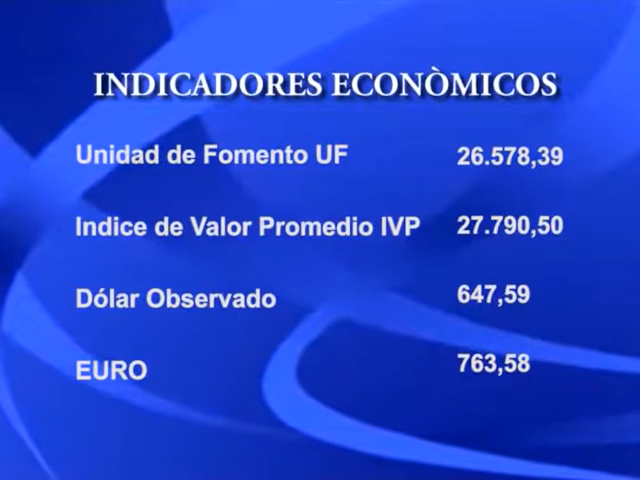 INDICADORES ECONÒMICOS
Unidad de Fomento UF 26.578,39
Indice de Valor Promedio IVP 27.790,50
Dólar Observado 647,59
EURO 763,58